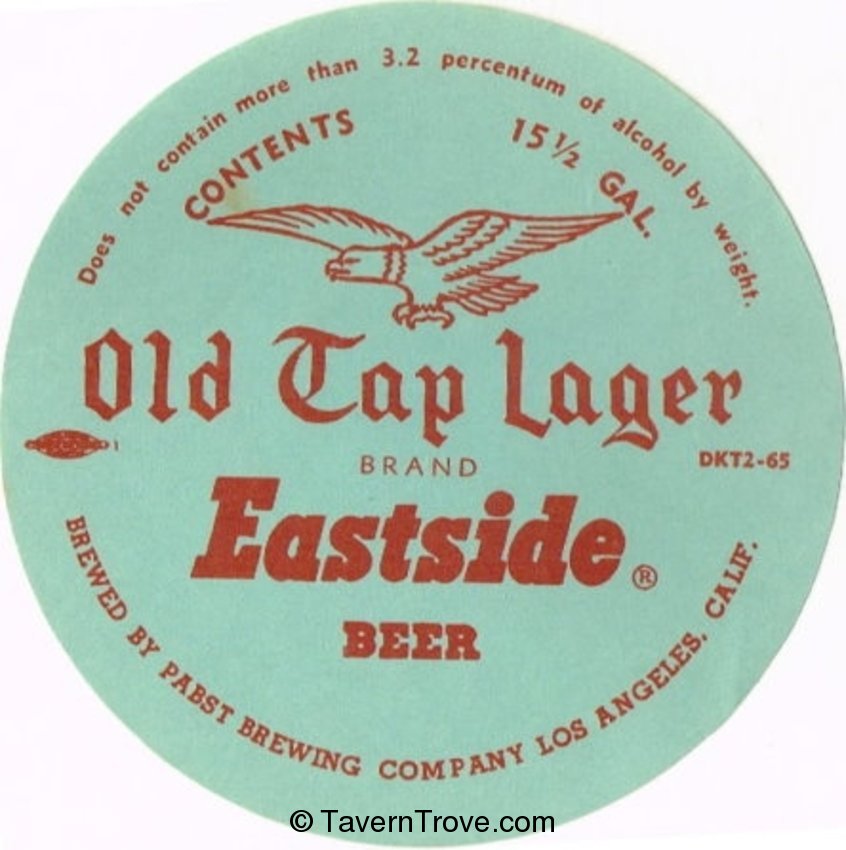 Does not contain more than 3.2 percentum of alcohol by weight.
CONTENTS 15½ GAL.
Old Tap Lager
BRAND
1
DKT2-65
Eastside ®
BEER
BREWED BY PABST BREWING COMPANY LOS ANGELES, CALIF.
© TavernTrove.com